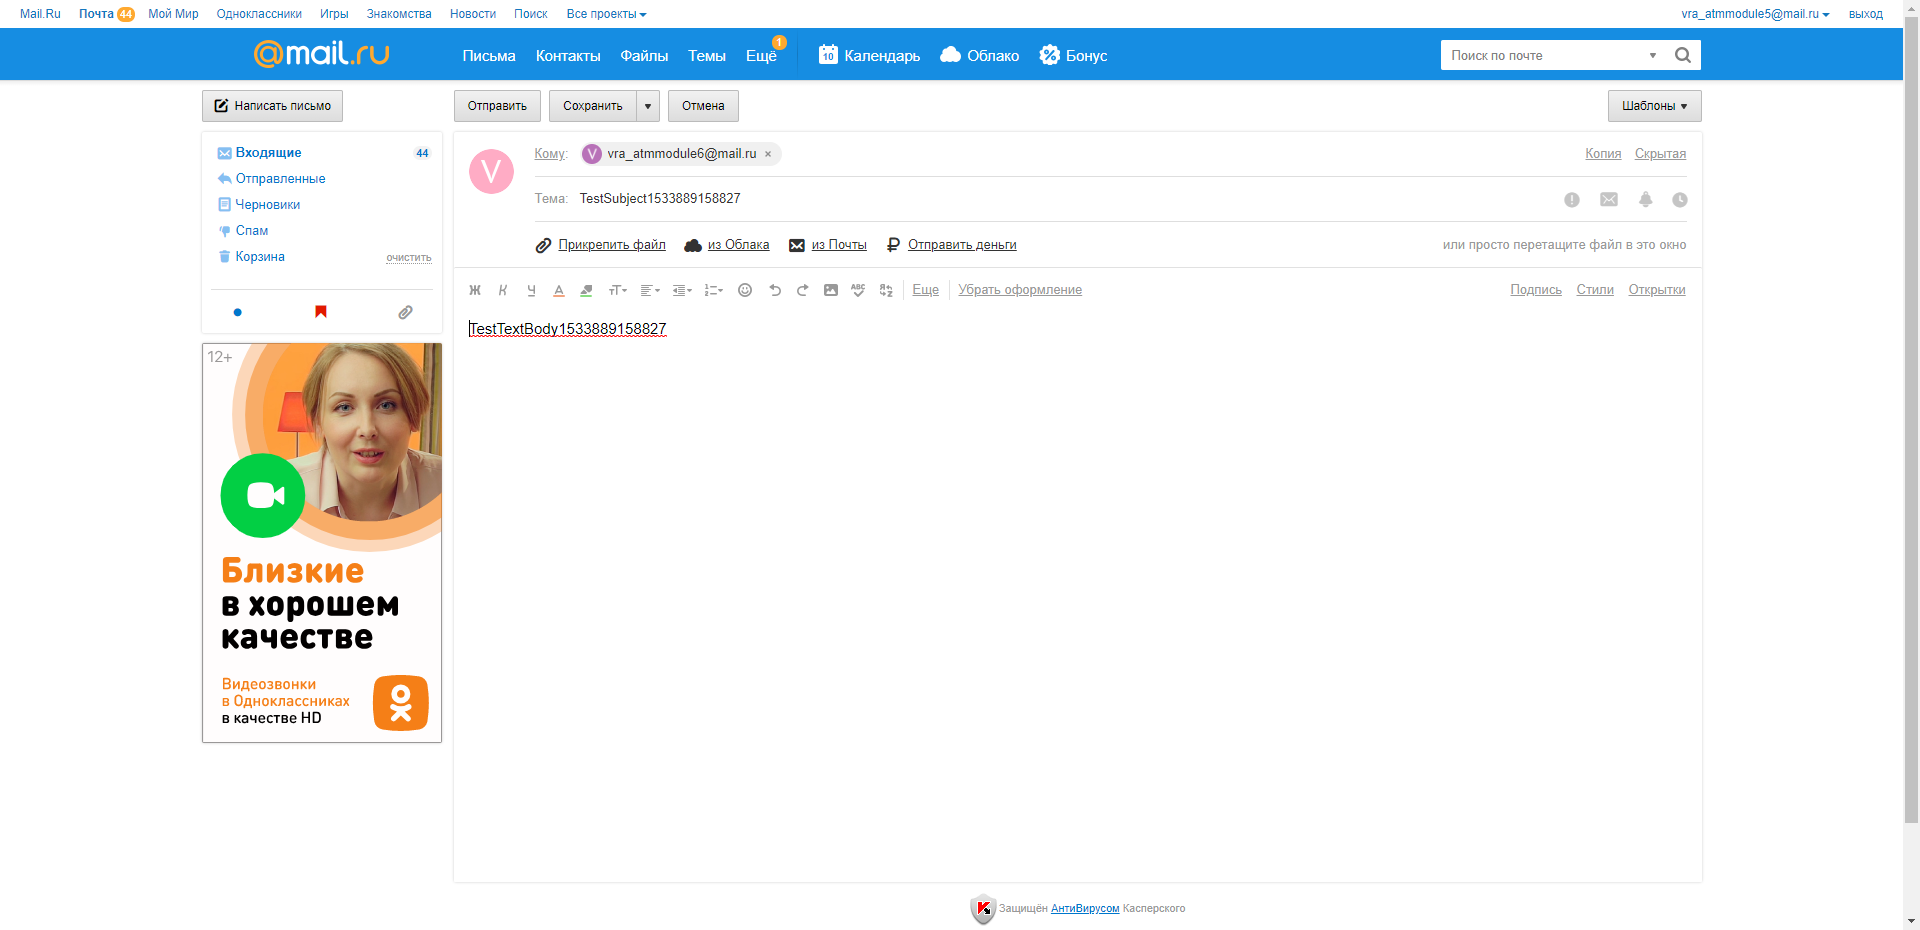 Mail.Ru Почта 44 Мой Мир Одноклассники Игры Знакомства Новости Поиск Все проекты vra_atmmodule5@mail.ru выход
@mail.ru Письма Контакты Файлы Темы Ещё 1 10 Календарь Облако Бонус Поиск по почте
Написать письмо Отправить Сохранить Отмена Шаблоны
Входящие 44
Отправленные
Черновики
Спам
Корзина очистить
V Кому: V vra_atmmodule6@mail.ru × Копия Скрытая
Тема: TestSubject1533889158827
Прикрепить файл из Облака из Почты Отправить деньги или просто перетащите файл в это окно
Ж К Ч А тТ ABC Еще Убрать оформление Подпись Стили Открытки
TestTextBody1533889158827
12+
Близкие
в хорошем
качестве
Видеозвонки
в Одноклассниках
в качестве HD
Защищён АнтиВирусом Касперского